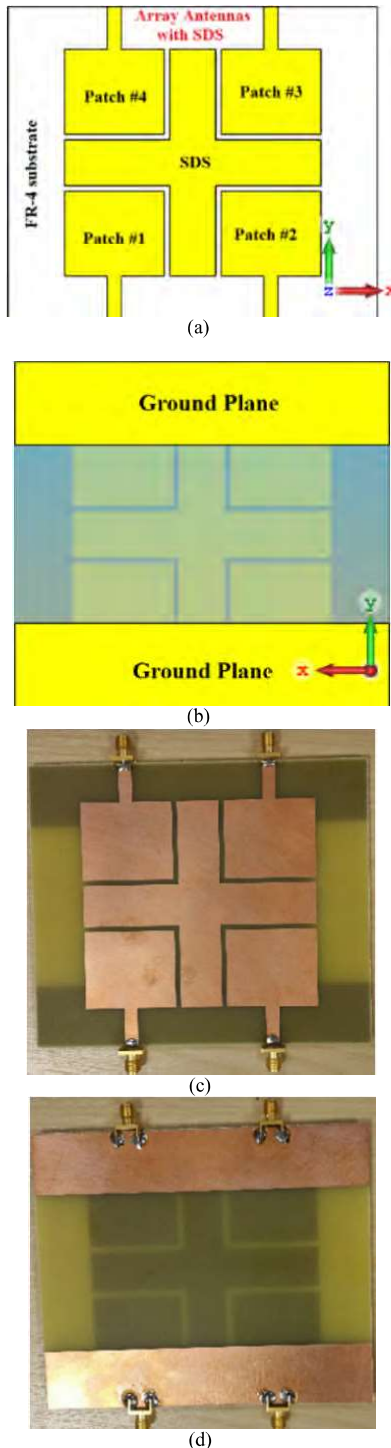 Array Antennas
with SDS
Patch #4
Patch #3
FR-4 substrate
SDS
Patch #1
Patch #2
y
z
x
(a)
Ground Plane
y
x
Ground Plane
(b)
(c)
(d)